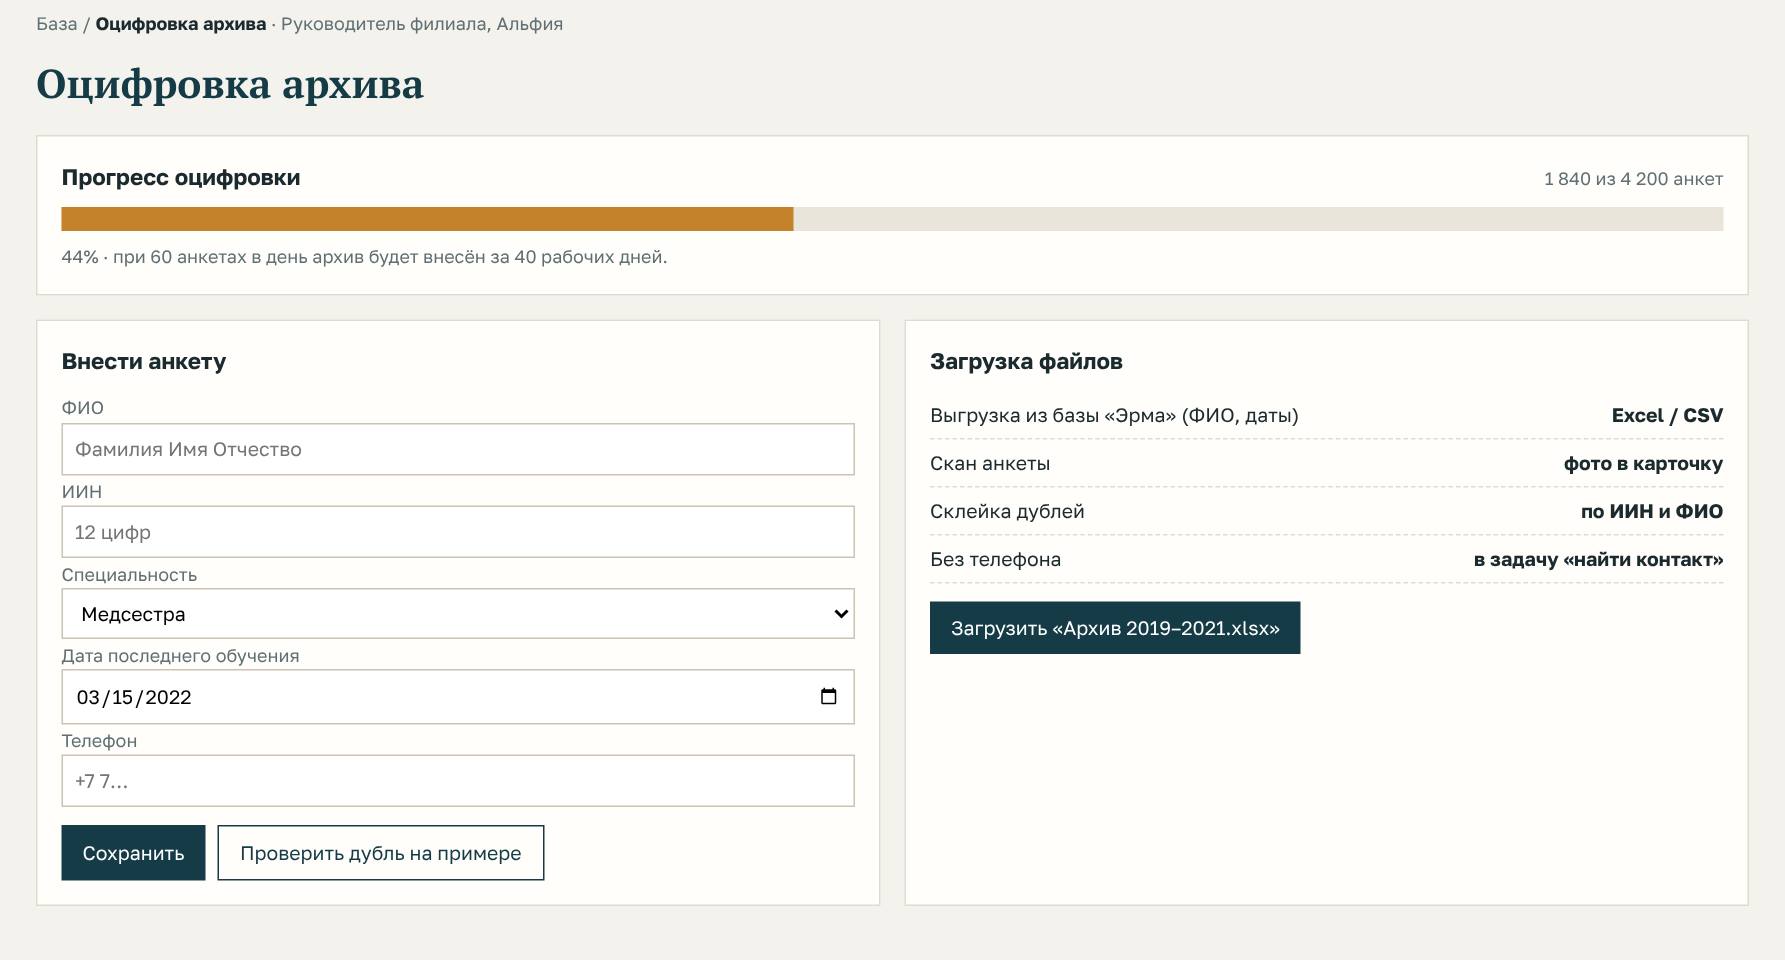 База / Оцифровка архива · Руководитель филиала, Альфия
Оцифровка архива
Прогресс оцифровки
1 840 из 4 200 анкет
44% · при 60 анкетах в день архив будет внесён за 40 рабочих дней.
Внести анкету
ФИО
Фамилия Имя Отчество
ИИН
12 цифр
Специальность
Медсестра
Дата последнего обучения
03/15/2022
Телефон
+7 7...
Сохранить
Проверить дубль на примере
Загрузка файлов
Выгрузка из базы «Эрма» (ФИО, даты) Excel / CSV
Скан анкеты фото в карточку
Склейка дублей по ИИН и ФИО
Без телефона в задачу «найти контакт»
Загрузить «Архив 2019–2021.xlsx»